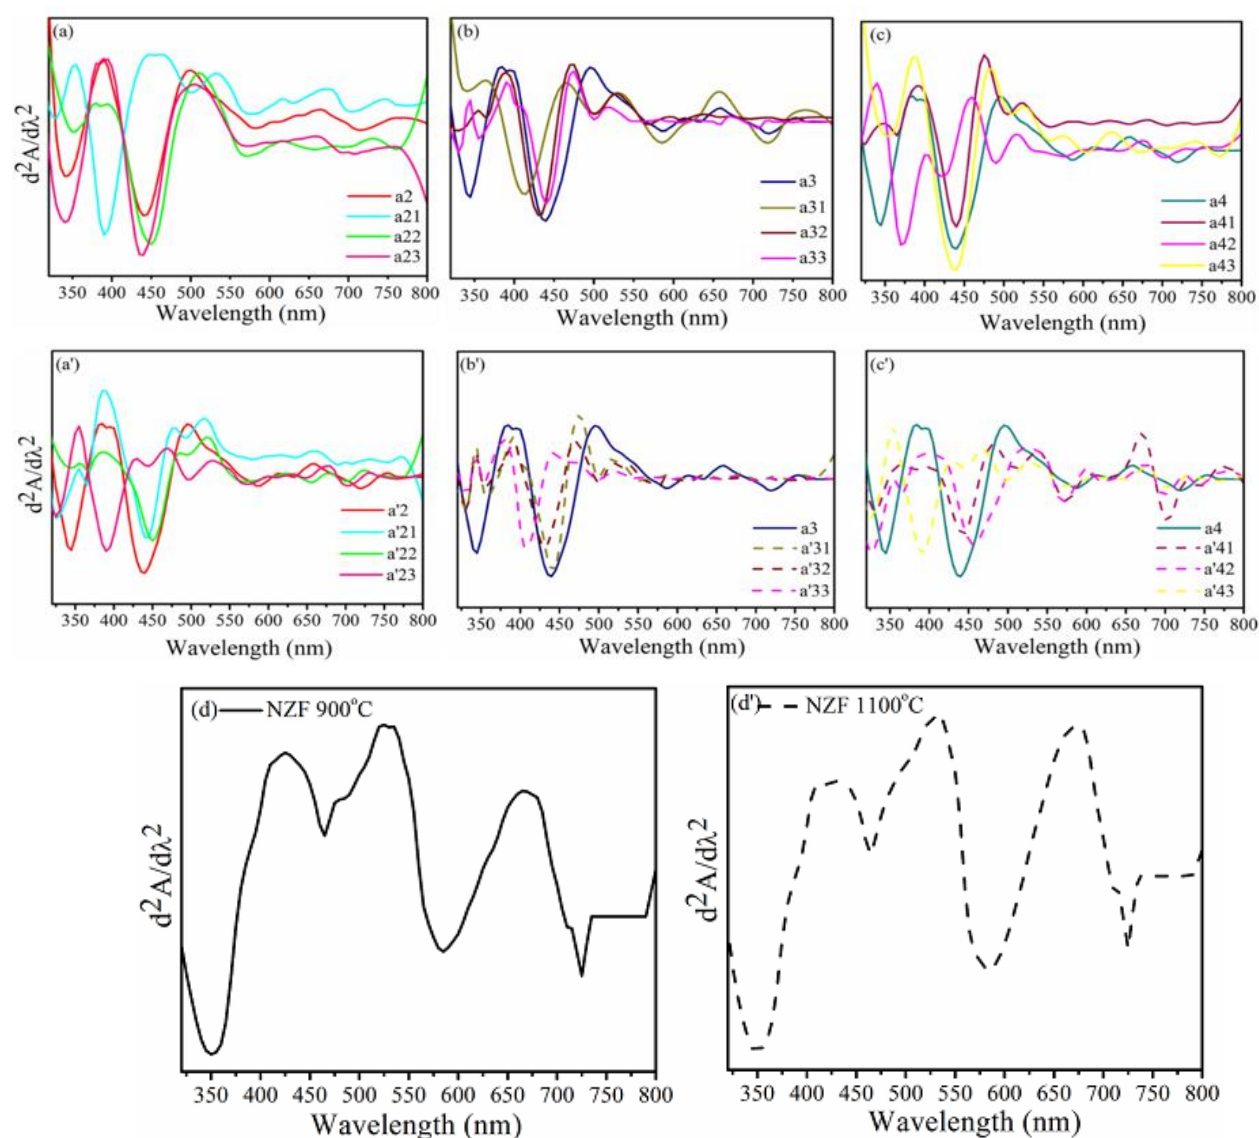 (a)
d²A/dλ²
a2
a21
a22
a23
350 400 450 500 550 600 650 700 750 800
Wavelength (nm)
(b)
a3
a31
a32
a33
350 400 450 500 550 600 650 700 750 800
Wavelength (nm)
(c)
a4
a41
a42
a43
350 400 450 500 550 600 650 700 750 800
Wavelength (nm)
(a')
d²A/dλ²
a'2
a'21
a'22
a'23
350 400 450 500 550 600 650 700 750 800
Wavelength (nm)
(b')
a3
a'31
a'32
a'33
350 400 450 500 550 600 650 700 750 800
Wavelength (nm)
(c')
a4
a'41
a'42
a'43
350 400 450 500 550 600 650 700 750 800
Wavelength (nm)
(d) NZF 900°C
d²A/dλ²
350 400 450 500 550 600 650 700 750 800
Wavelength (nm)
(d') NZF 1100°C
d²A/dλ²
350 400 450 500 550 600 650 700 750 800
Wavelength (nm)